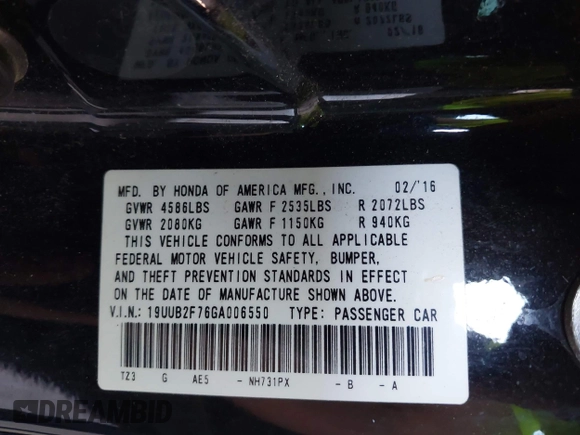 MFD. BY HONDA OF AMERICA MFG., INC. 02/'16
GVWR 4586LBS GAWR F 2535LBS R 2072LBS
GVWR 2080KG GAWR F 1150KG R 940KG
THIS VEHICLE CONFORMS TO ALL APPLICABLE
FEDERAL MOTOR VEHICLE SAFETY, BUMPER,
AND THEFT PREVENTION STANDARDS IN EFFECT
ON THE DATE OF MANUFACTURE SHOWN ABOVE.
V.I.N.: 19UUB2F76GA006550 TYPE: PASSENGER CAR
TZ3 G AE5 - NH731PX - B - A
DREAMBID